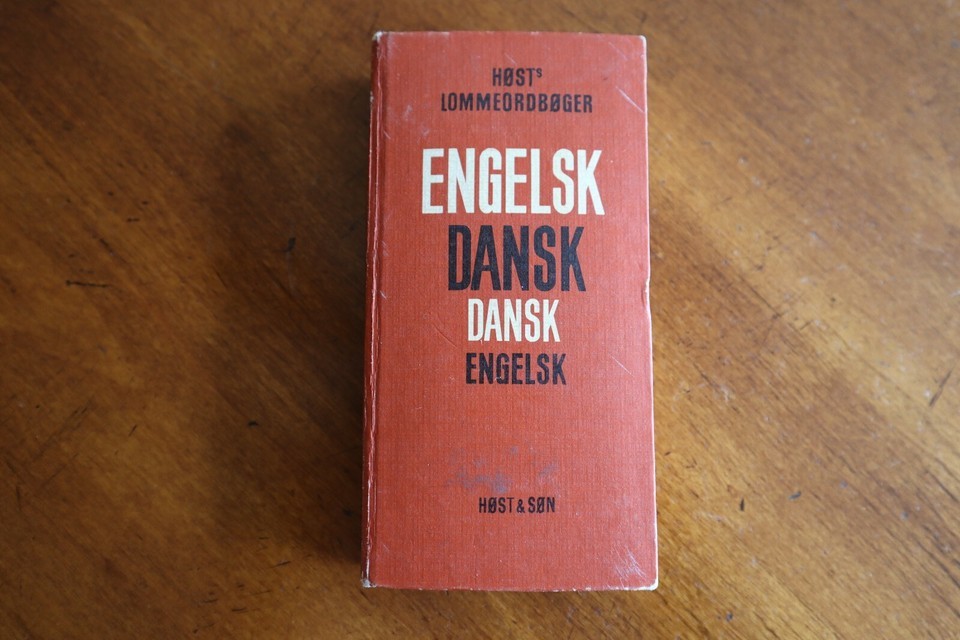 HØSTs
LOMMEORDBØGER
ENGELSK
DANSK
DANSK
ENGELSK
HØST & SØN